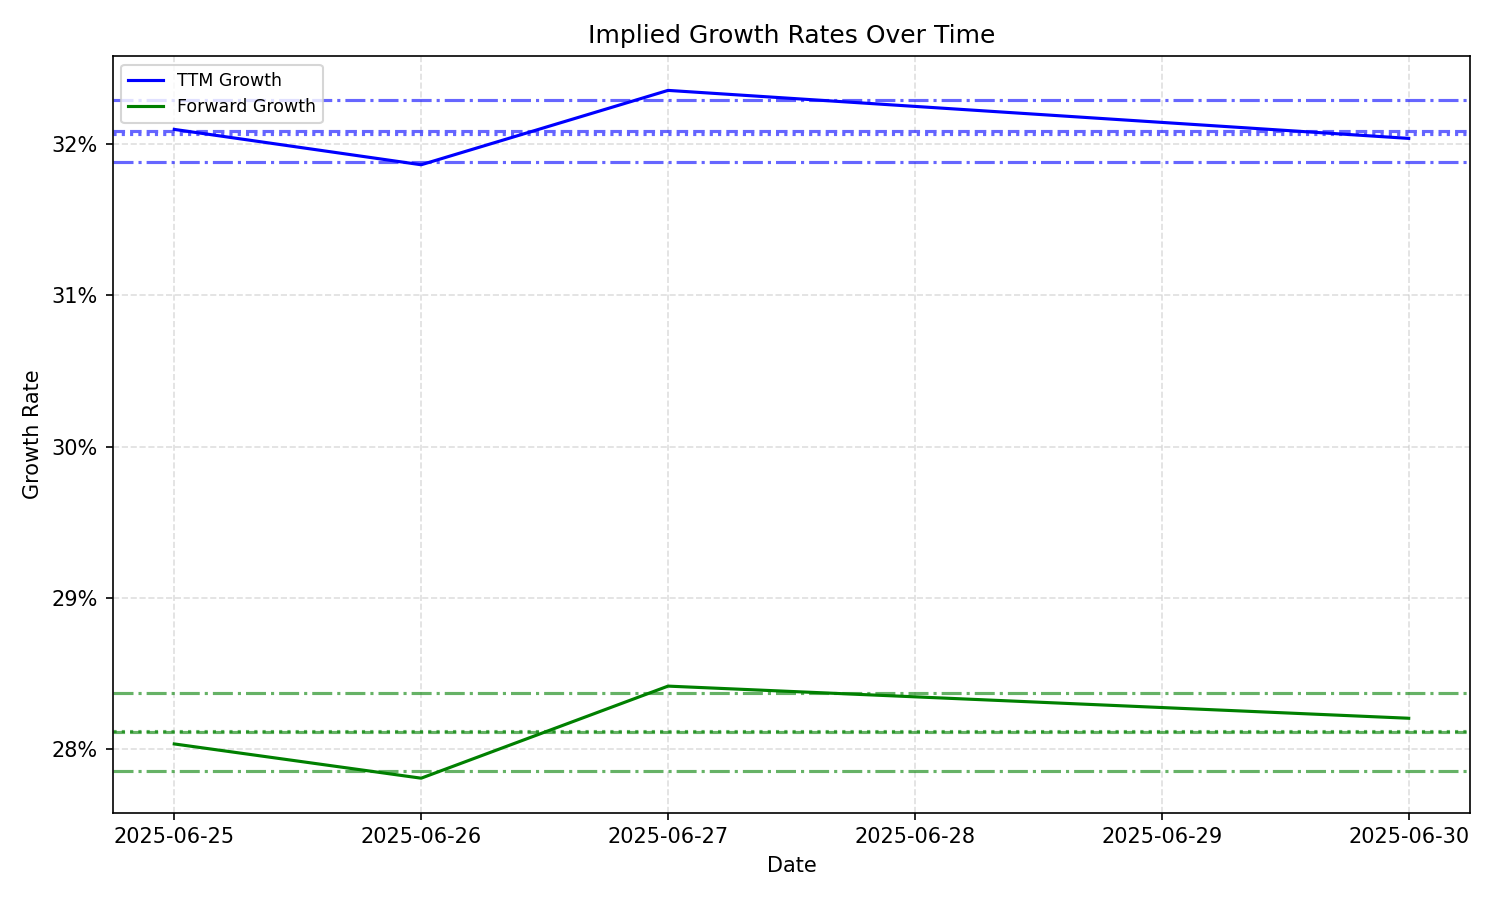 Implied Growth Rates Over Time
TTM Growth
Forward Growth
32%
31%
30%
29%
28%
Growth Rate
2025-06-25
2025-06-26
2025-06-27
2025-06-28
2025-06-29
2025-06-30
Date